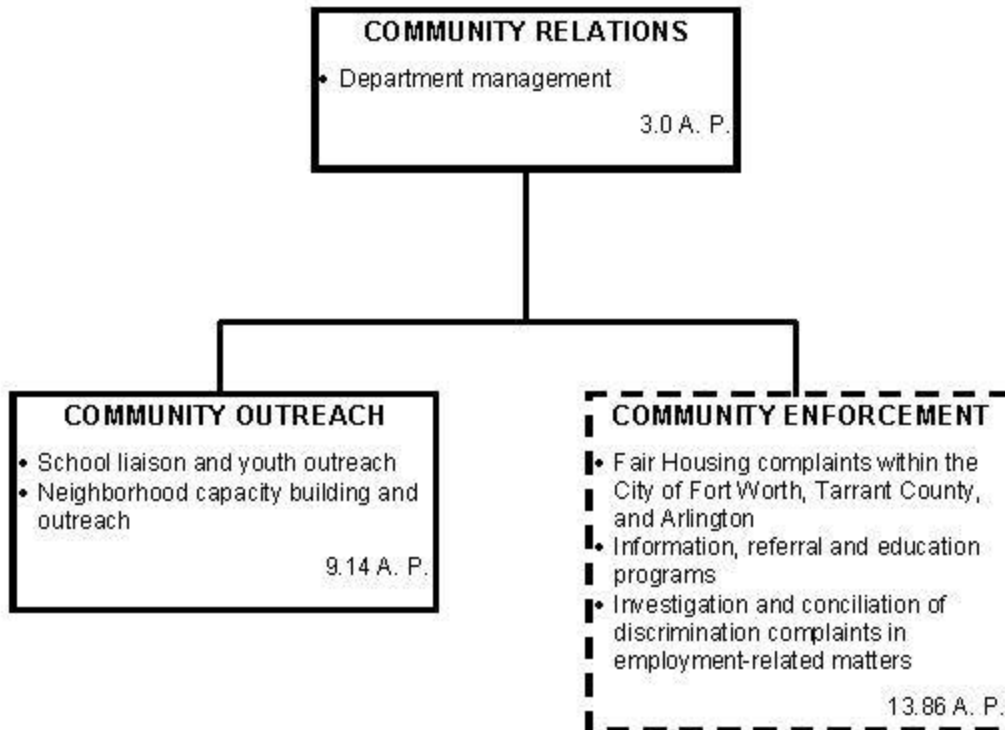 COMMUNITY RELATIONS
• Department management
3.0 A. P.
COMMUNITY OUTREACH
• School liaison and youth outreach
• Neighborhood capacity building and
outreach
9.14 A. P.
COMMUNITY ENFORCEMENT
• Fair Housing complaints within the
City of Fort Worth, Tarrant County,
and Arlington
• Information, referral and education
programs
• Investigation and conciliation of
discrimination complaints in
employment-related matters
13.86 A. P.